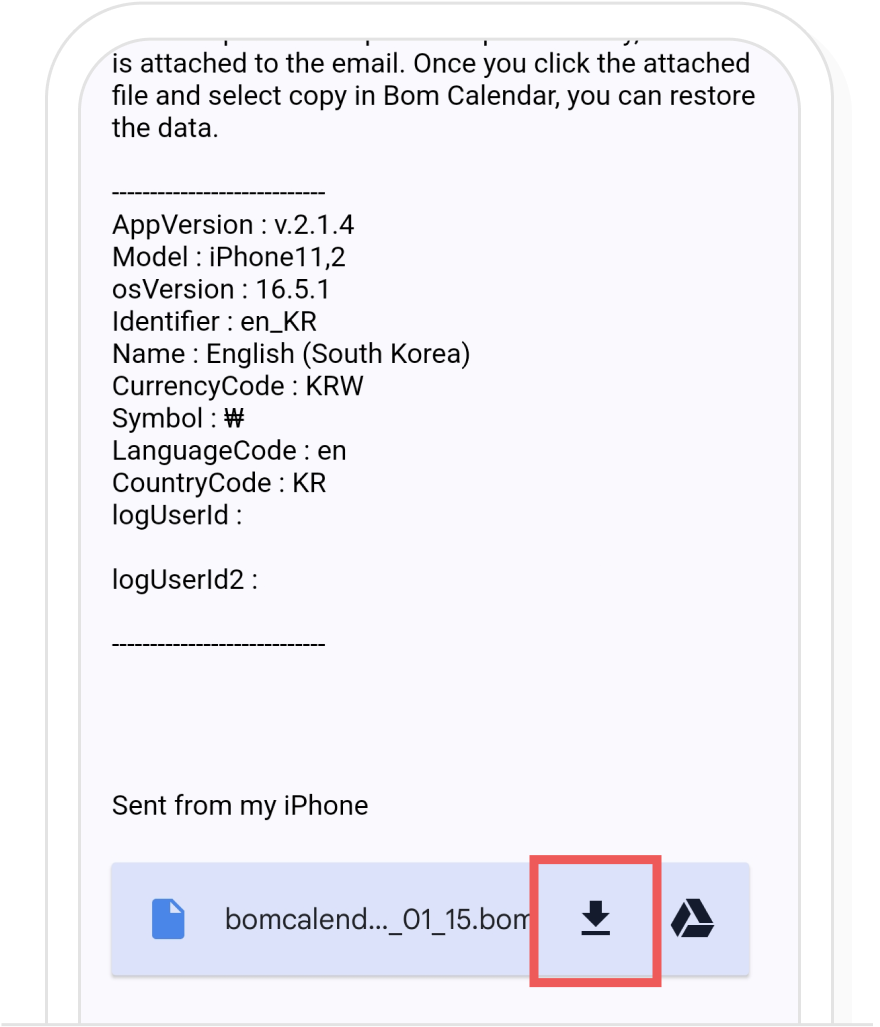 is attached to the email. Once you click the attached
file and select copy in Bom Calendar, you can restore
the data.
----------------------------
AppVersion : v.2.1.4
Model : iPhone11,2
osVersion : 16.5.1
Identifier : en_KR
Name : English (South Korea)
CurrencyCode : KRW
Symbol : ₩
LanguageCode : en
CountryCode : KR
logUserId :
logUserId2 :
----------------------------
Sent from my iPhone
bomcalend..._01_15.bom